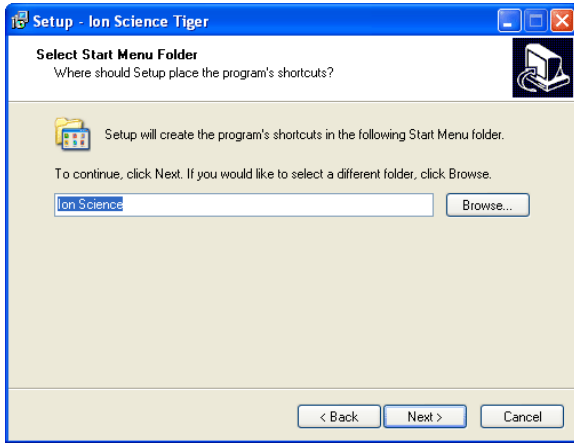 Setup - Ion Science Tiger
Select Start Menu Folder
Where should Setup place the program's shortcuts?
Setup will create the program's shortcuts in the following Start Menu folder.
To continue, click Next. If you would like to select a different folder, click Browse.
Ion Science
Browse...
< Back
Next >
Cancel